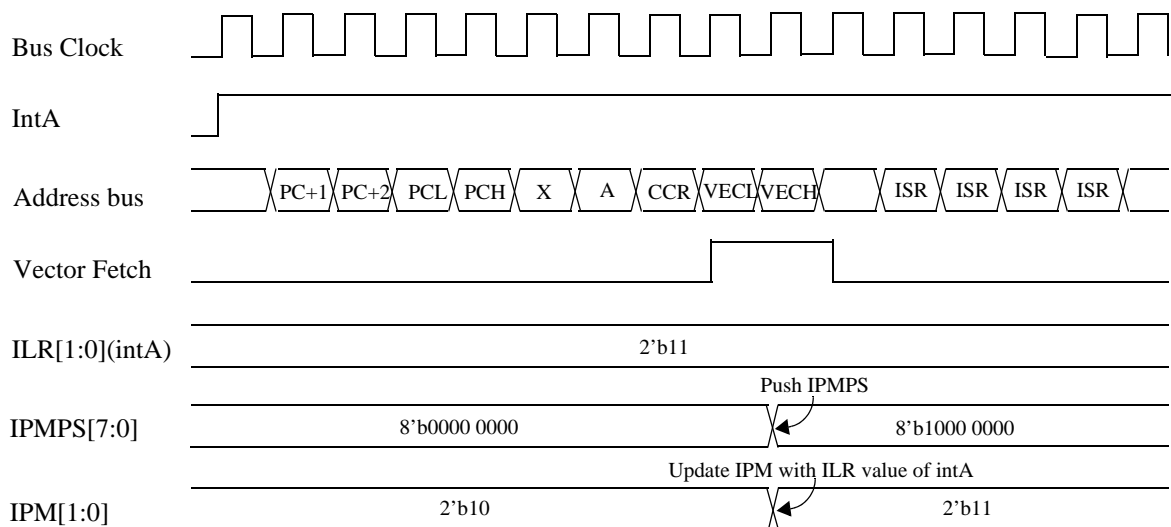 Bus Clock
IntA
Address bus PC+1 PC+2 PCL PCH X A CCR VECL VECH ISR ISR ISR ISR
Vector Fetch
ILR[1:0](intA) 2’b11
Push IPMPS
IPMPS[7:0] 8’b0000 0000 8’b1000 0000
Update IPM with ILR value of intA
IPM[1:0] 2’b10 2’b11